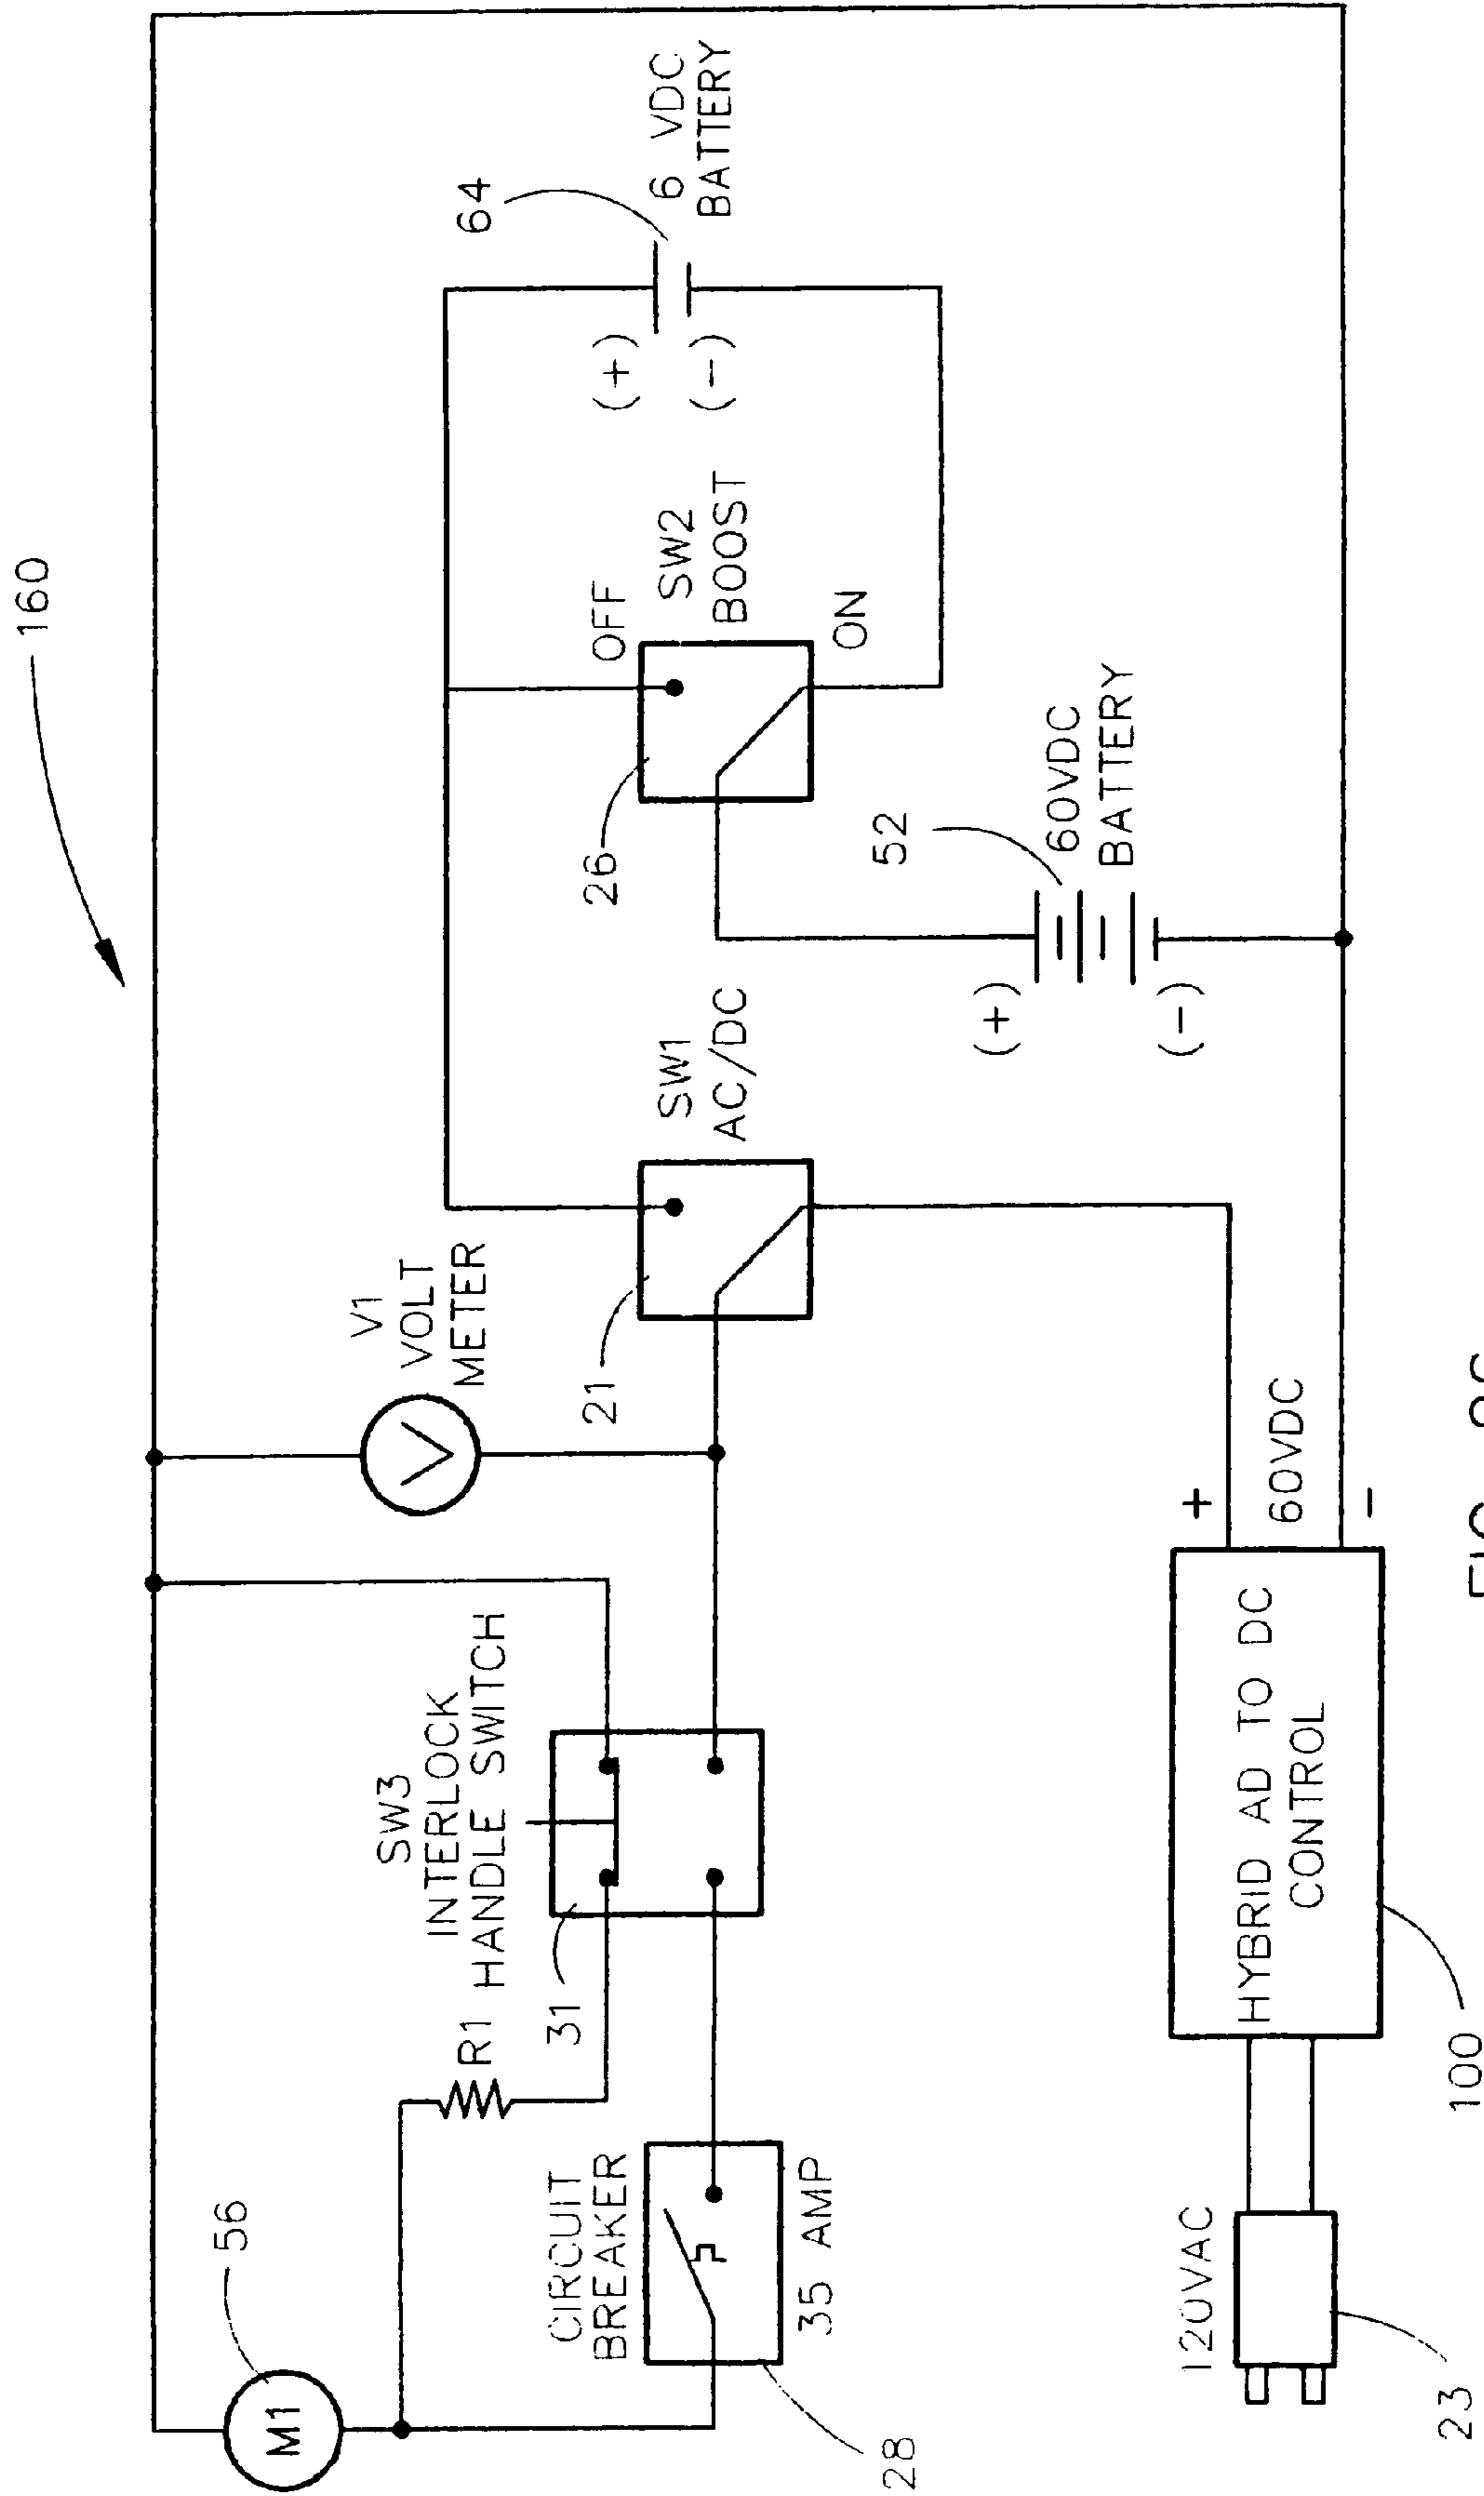 160
56
M1
R1
SW3
INTERLOCK
HANDLE SWITCH
31
V1
VOLT
METER
21
SW1
AC/DC
26
OFF
SW2
BOOST
ON
64
(+)
(-)
6 VDC
BATTERY
CIRCUIT
BREAKER
35 AMP
28
52
60VDC
BATTERY
(+)
(-)
120VAC
23
HYBRID AD TO DC
CONTROL
100
+
60VDC
-